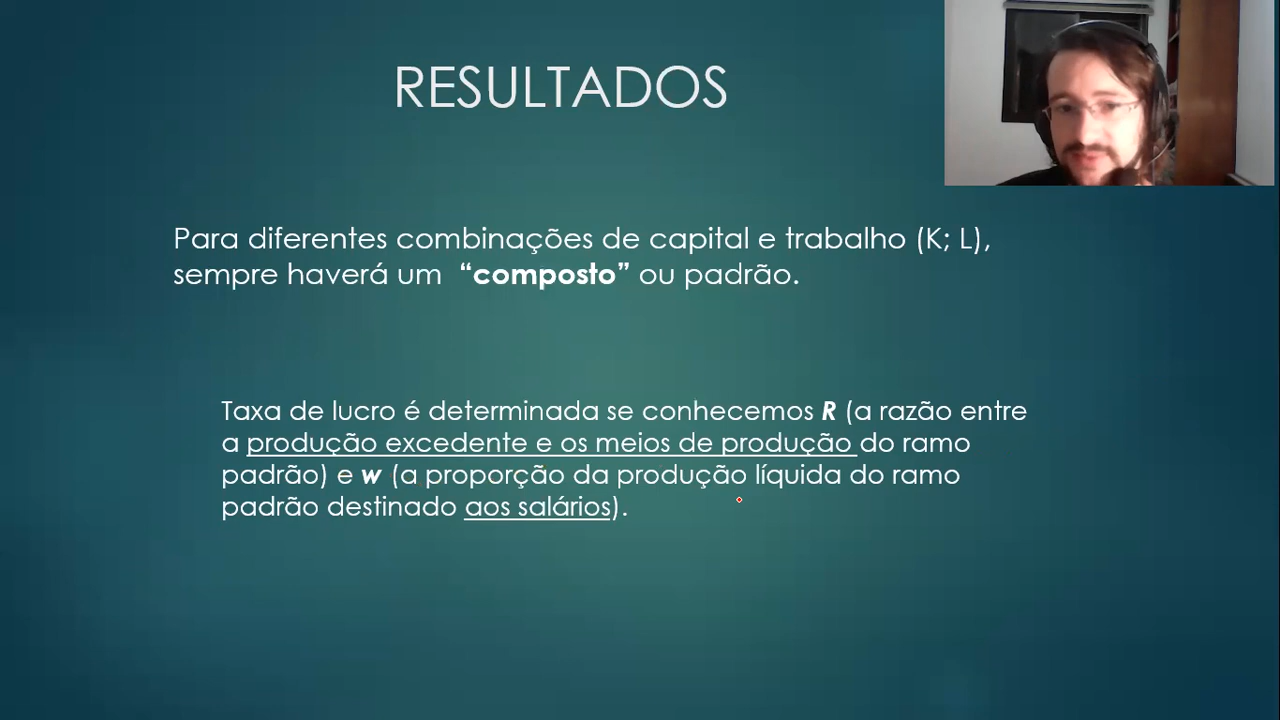 RESULTADOS
Para diferentes combinações de capital e trabalho (K; L),
sempre haverá um “composto” ou padrão.
Taxa de lucro é determinada se conhecemos R (a razão entre
a produção excedente e os meios de produção do ramo
padrão) e w (a proporção da produção líquida do ramo
padrão destinado aos salários).